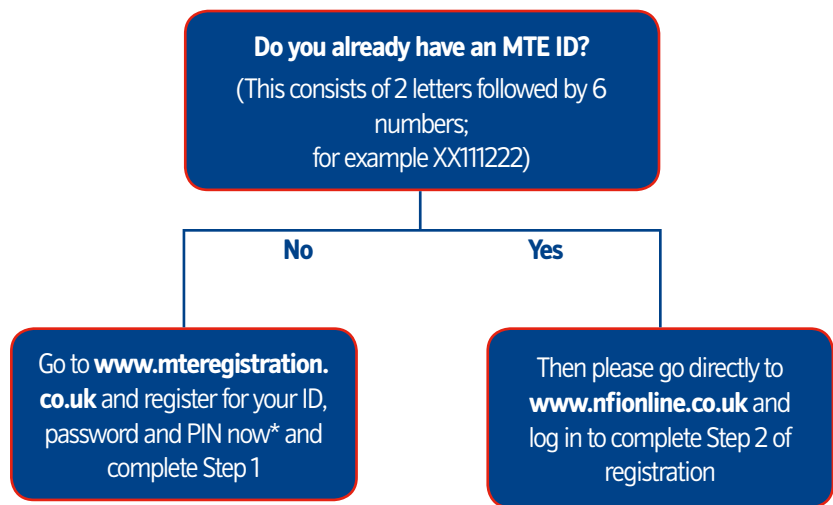 Do you already have an MTE ID?
(This consists of 2 letters followed by 6
numbers;
for example XX111222)
No
Yes
Go to www.mteregistration.
co.uk and register for your ID,
password and PIN now* and
complete Step 1
Then please go directly to
www.nfionline.co.uk and
log in to complete Step 2 of
registration